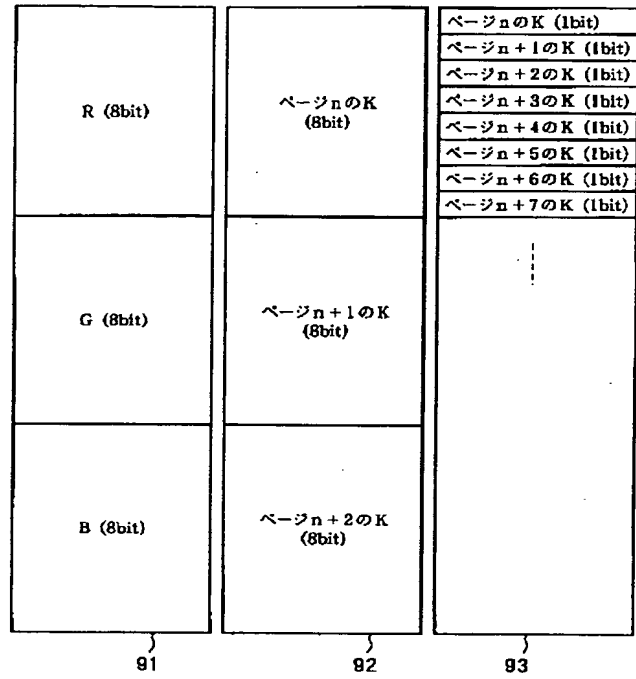 R (8bit)
G (8bit)
B (8bit)
ページnのK
(8bit)
ページn+1のK
(8bit)
ページn+2のK
(8bit)
ページnのK (1bit)
ページn+1のK (1bit)
ページn+2のK (1bit)
ページn+3のK (1bit)
ページn+4のK (1bit)
ページn+5のK (1bit)
ページn+6のK (1bit)
ページn+7のK (1bit)
91
92
93